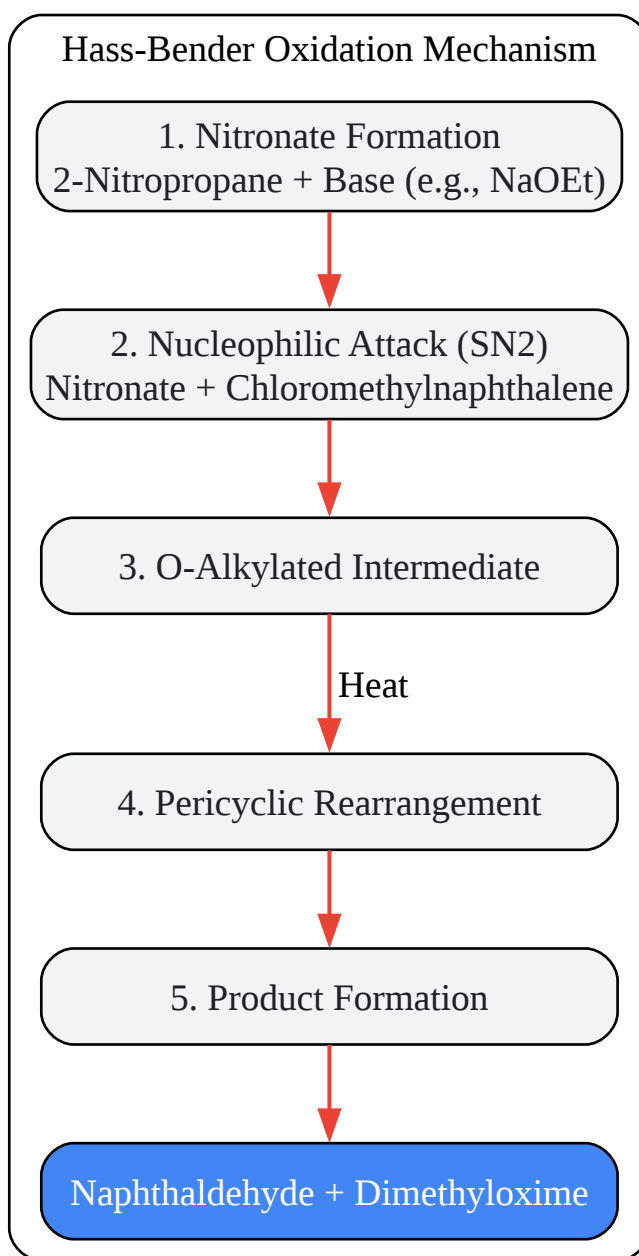 Hass-Bender Oxidation Mechanism
1. Nitronate Formation
2-Nitropropane + Base (e.g., NaOEt)
2. Nucleophilic Attack (SN2)
Nitronate + Chloromethylnaphthalene
3. O-Alkylated Intermediate
Heat
4. Pericyclic Rearrangement
5. Product Formation
Naphthaldehyde + Dimethyloxime